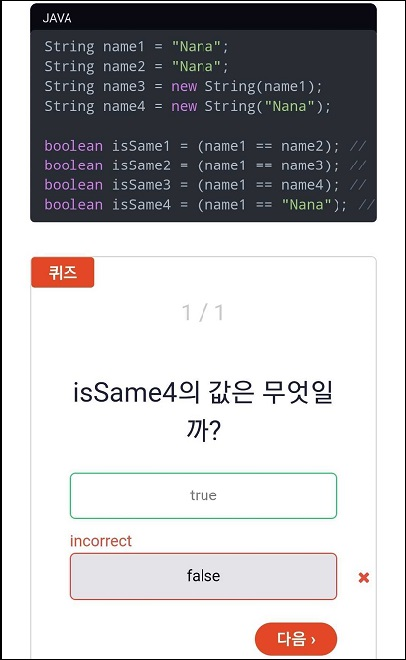 JAVA
String name1 = "Nara";
String name2 = "Nara";
String name3 = new String(name1);
String name4 = new String("Nana");
boolean isSame1 = (name1 == name2); //
boolean isSame2 = (name1 == name3); //
boolean isSame3 = (name1 == name4); //
boolean isSame4 = (name1 == "Nana"); //
퀴즈
1 / 1
isSame4의 값은 무엇일
까?
true
incorrect
false
다음 ›